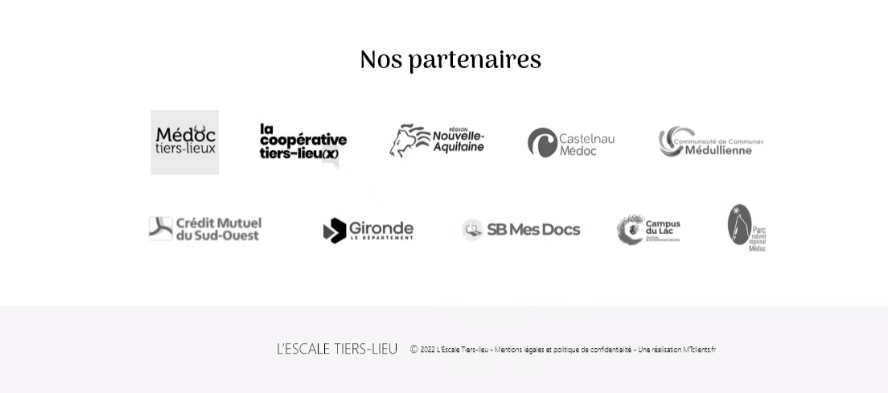 Nos partenaires
Médoc
tiers-lieux
la
coopérative
tiers-lieu(x)
RÉGION
Nouvelle-
Aquitaine
Castelnau
Médoc
Communauté de Communes
Médullienne
Crédit Mutuel
du Sud-Ouest
Gironde
LE DÉPARTEMENT
SB Mes Docs
Campus
du Lac
Parc
naturel
régional
Médoc
L'ESCALE TIERS-LIEU © 2022 L'Escale Tiers-lieu - Mentions légales et politique de confidentialité - Une réalisation MTclients.fr